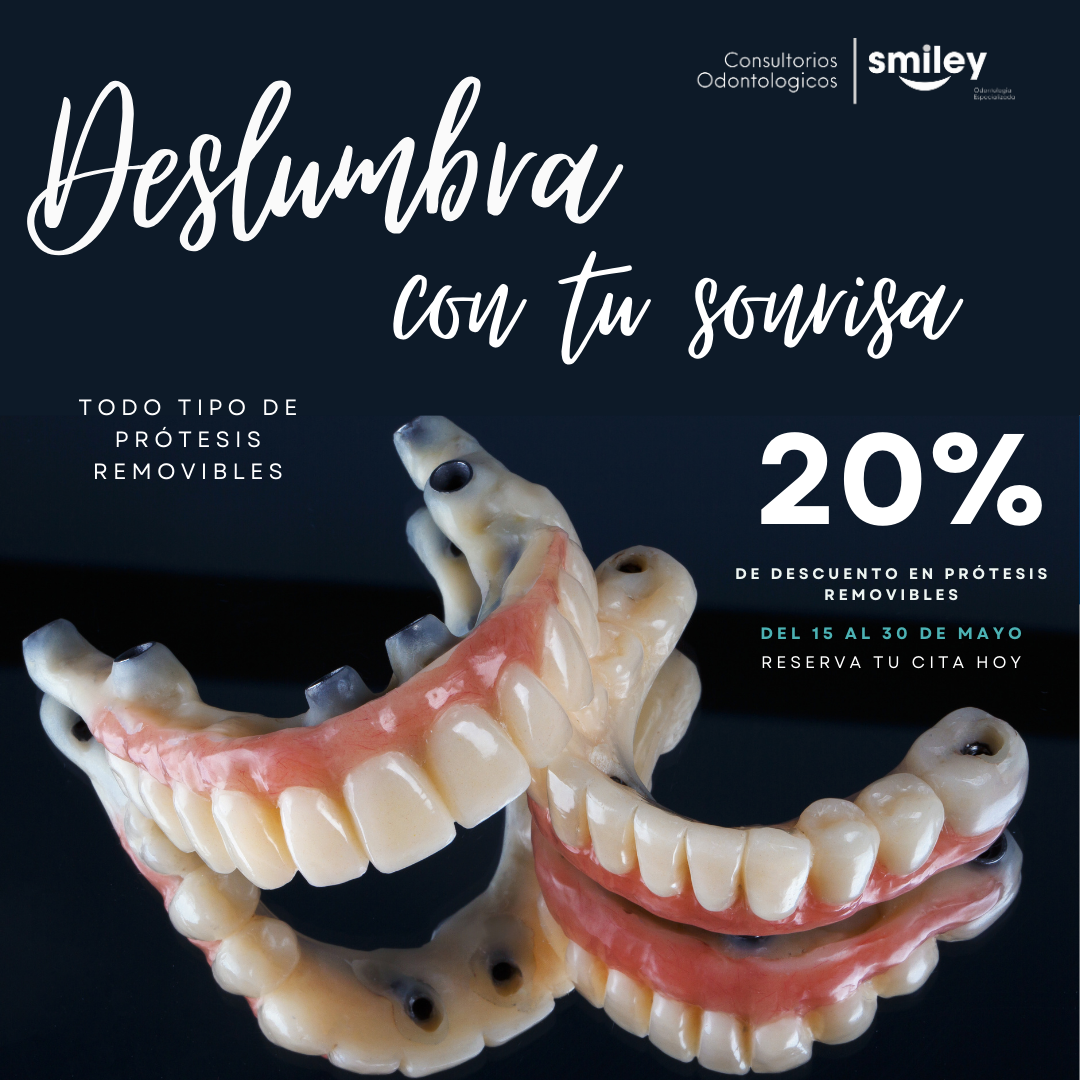 Consultorios
Odontologicos
smiley
Odontología
Especializada
Deslumbra
con tu sonrisa
TODO TIPO DE
PRÓTESIS
REMOVIBLES
20%
DE DESCUENTO EN PRÓTESIS
REMOVIBLES
DEL 15 AL 30 DE MAYO
RESERVA TU CITA HOY